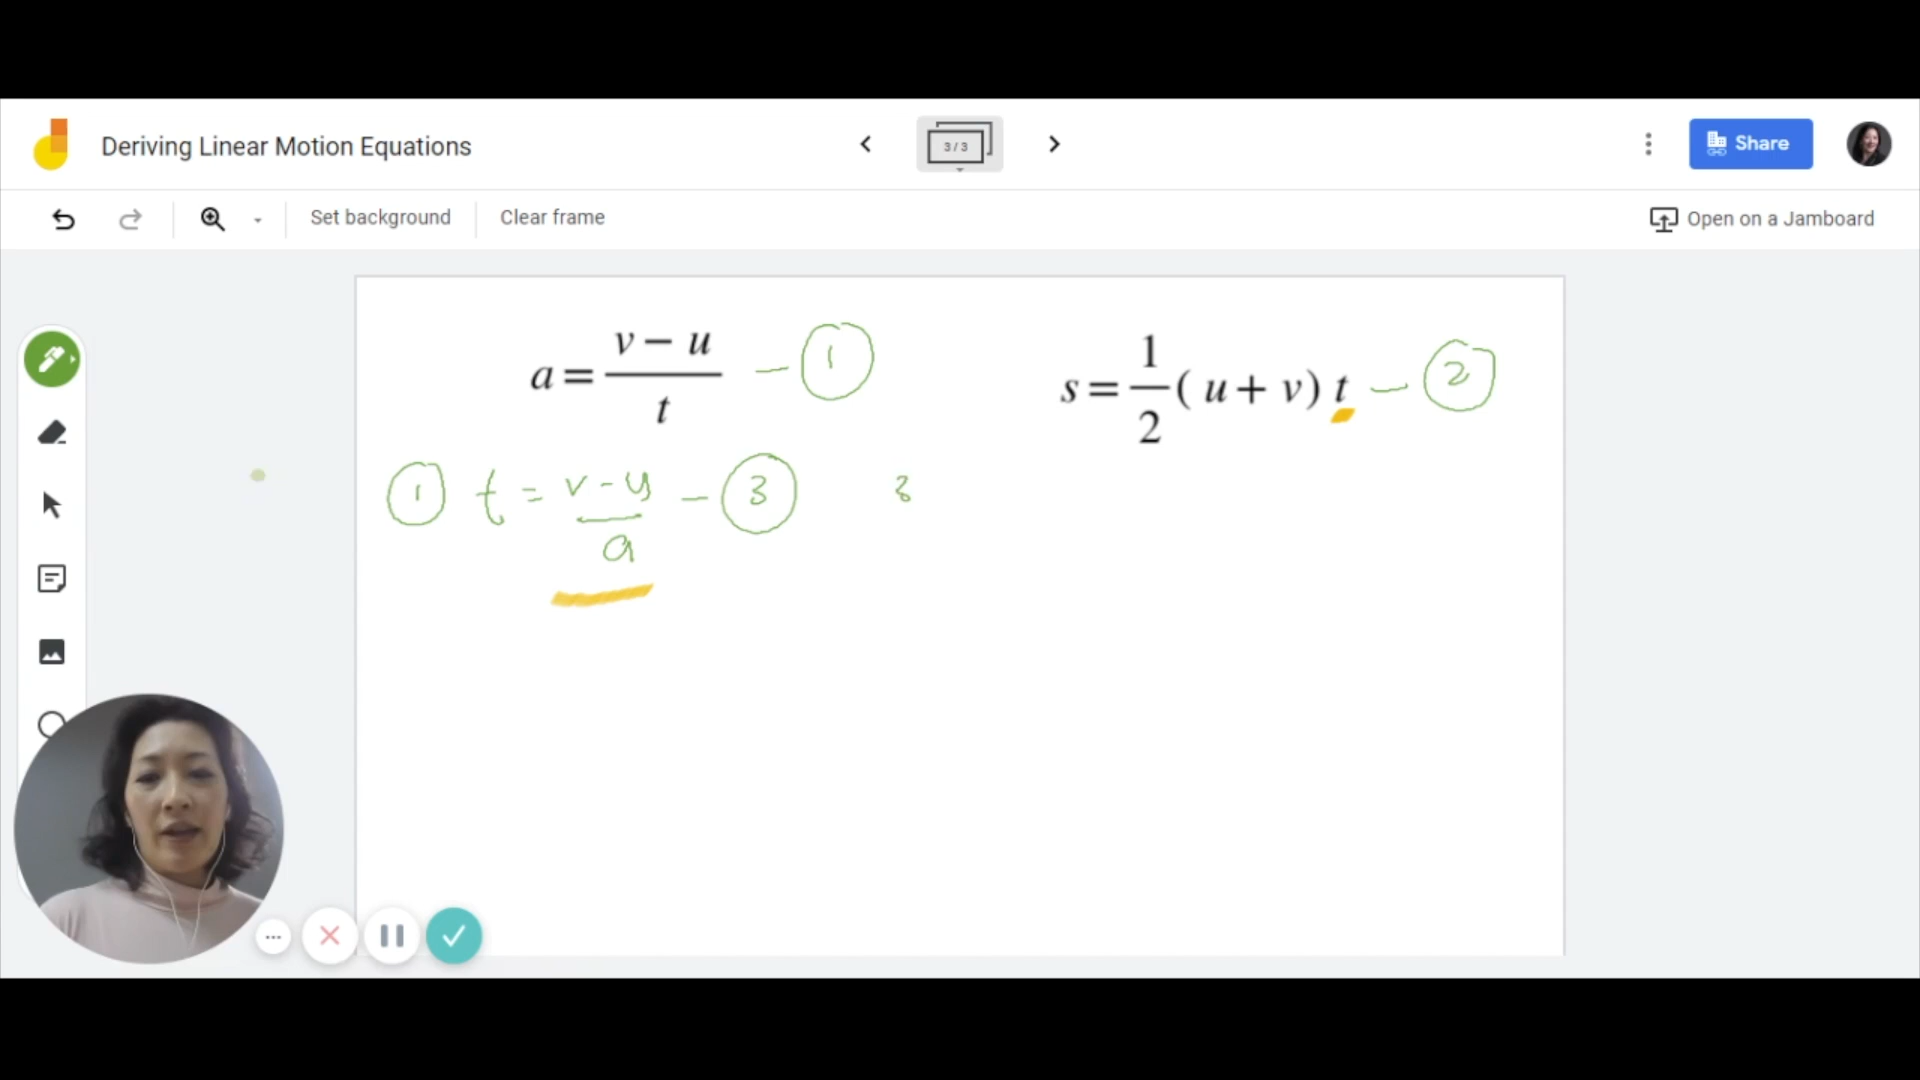 Deriving Linear Motion Equations
3 / 3
Share
Set background
Clear frame
Open on a Jamboard
a = (v − u)/t — ①
s = 1/2 ( u + v ) t — ②
① t = (v - u)/a — ③
3